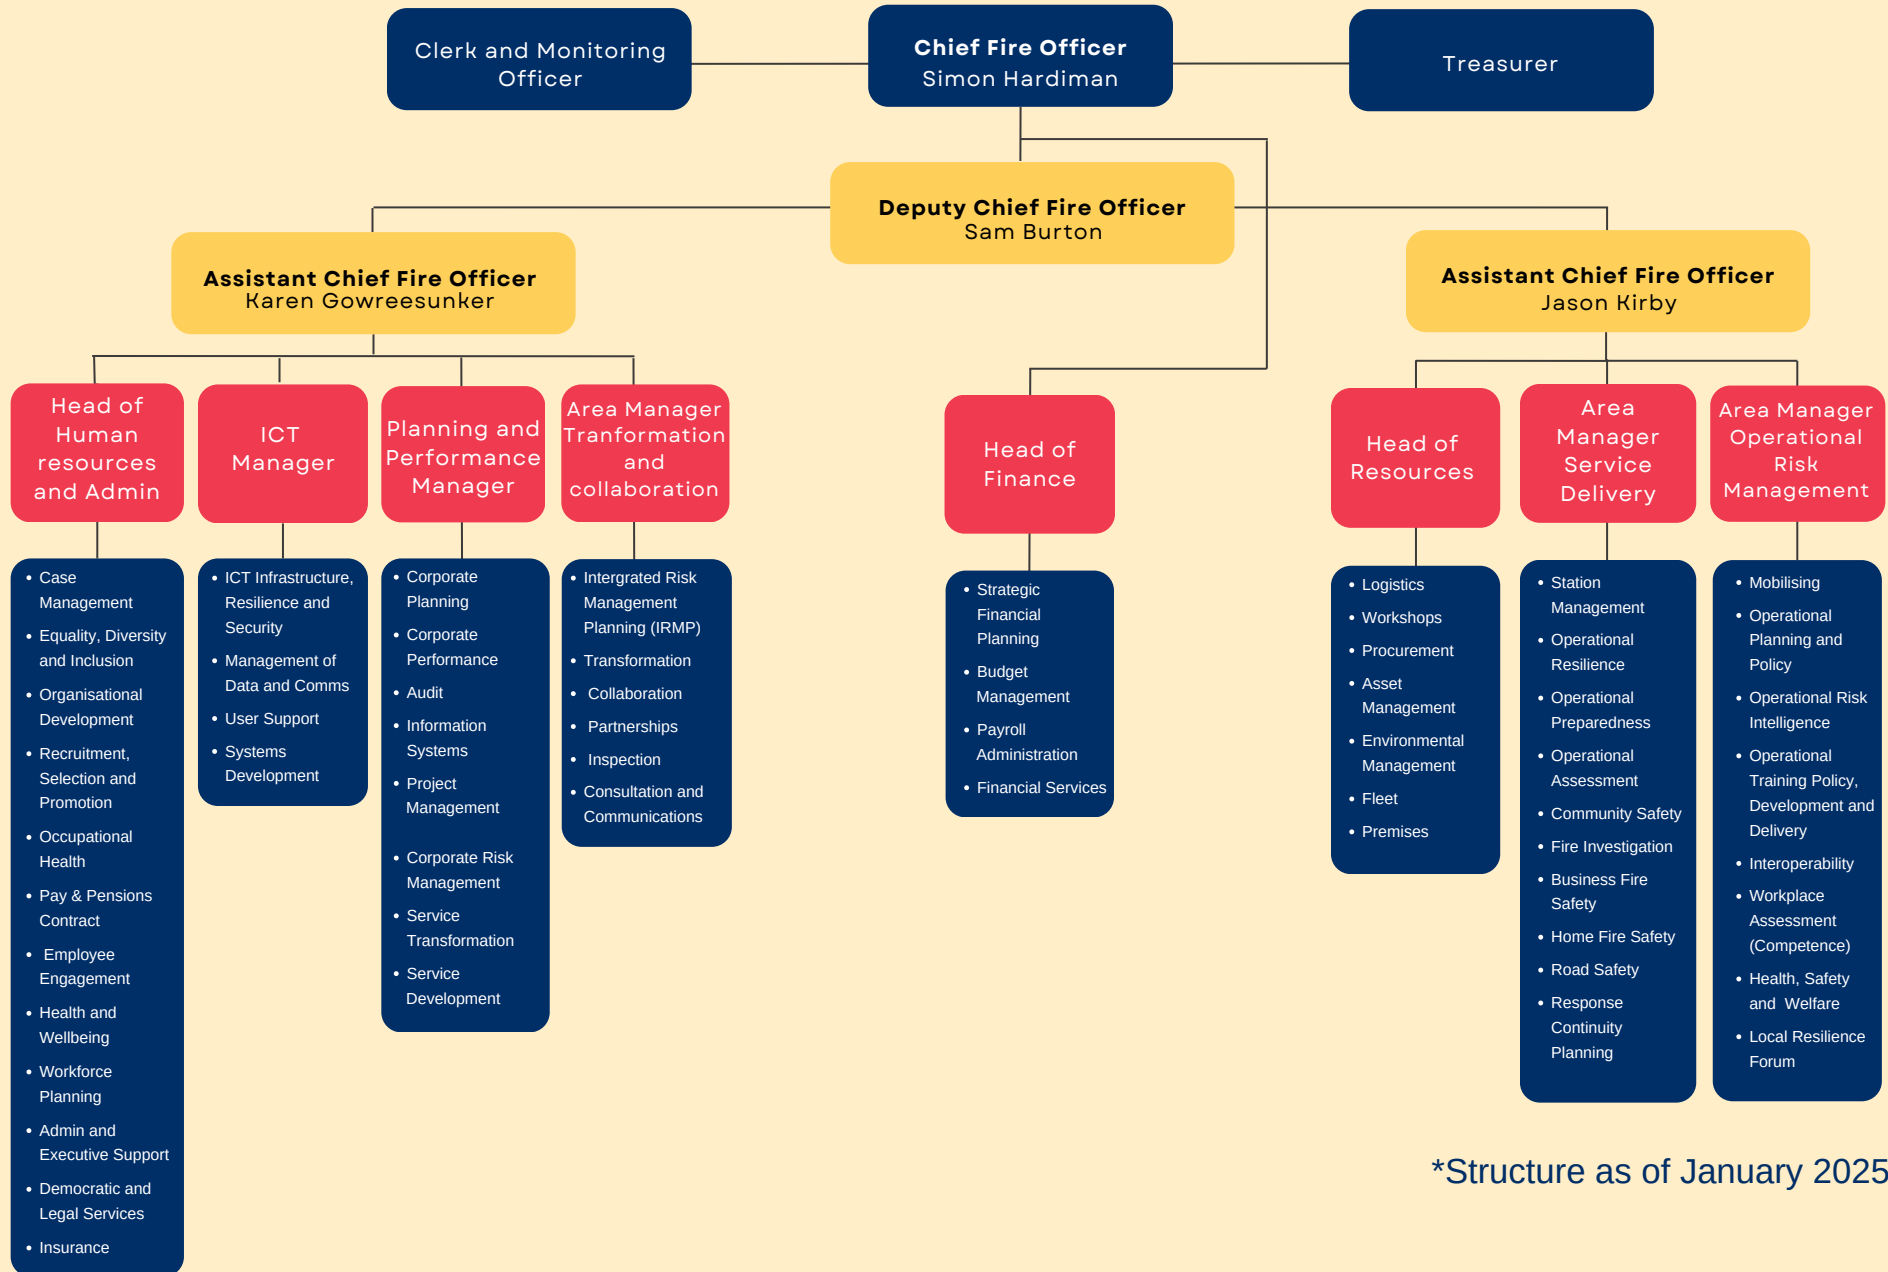 Clerk and Monitoring
Officer
Chief Fire Officer
Simon Hardiman
Treasurer
Deputy Chief Fire Officer
Sam Burton
Assistant Chief Fire Officer
Karen Gowreesunker
Assistant Chief Fire Officer
Jason Kirby
Head of
Human
resources
and Admin
ICT
Manager
Planning and
Performance
Manager
Area Manager
Tranformation
and
collaboration
Head of
Finance
Head of
Resources
Area
Manager
Service
Delivery
Area Manager
Operational
Risk
Management
• Case
Management
• Equality, Diversity
and Inclusion
• Organisational
Development
• Recruitment,
Selection and
Promotion
• Occupational
Health
• Pay & Pensions
Contract
• Employee
Engagement
• Health and
Wellbeing
• Workforce
Planning
• Admin and
Executive Support
• Democratic and
Legal Services
• Insurance
• ICT Infrastructure,
Resilience and
Security
• Management of
Data and Comms
• User Support
• Systems
Development
• Corporate
Planning
• Corporate
Performance
• Audit
• Information
Systems
• Project
Management
• Corporate Risk
Management
• Service
Transformation
• Service
Development
• Intergrated Risk
Management
Planning (IRMP)
• Transformation
• Collaboration
• Partnerships
• Inspection
• Consultation and
Communications
• Strategic
Financial
Planning
• Budget
Management
• Payroll
Administration
• Financial Services
• Logistics
• Workshops
• Procurement
• Asset
Management
• Environmental
Management
• Fleet
• Premises
• Station
Management
• Operational
Resilience
• Operational
Preparedness
• Operational
Assessment
• Community Safety
• Fire Investigation
• Business Fire
Safety
• Home Fire Safety
• Road Safety
• Response
Continuity
Planning
• Mobilising
• Operational
Planning and
Policy
• Operational Risk
Intelligence
• Operational
Training Policy,
Development and
Delivery
• Interoperability
• Workplace
Assessment
(Competence)
• Health, Safety
and Welfare
• Local Resilience
Forum
*Structure as of January 2025